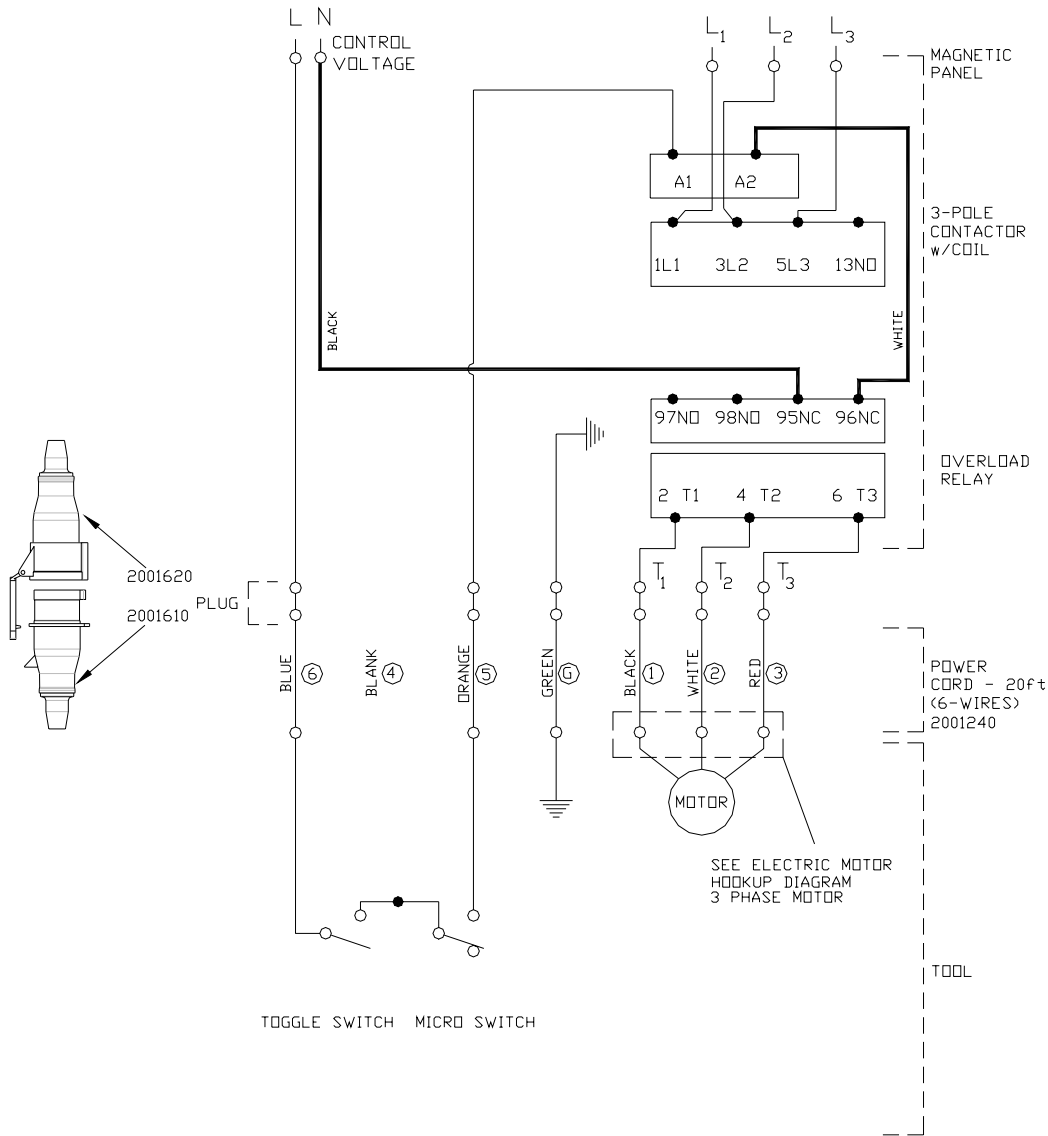 L N
CONTROL
VOLTAGE
L1 L2 L3
MAGNETIC
PANEL
A1 A2
3-POLE
CONTACTOR
w/COIL
1L1 3L2 5L3 13NO
BLACK
WHITE
97NO 98NO 95NC 96NC
OVERLOAD
RELAY
2 T1 4 T2 6 T3
T1 T2 T3
2001620
2001610
PLUG
BLUE 6
BLANK 4
ORANGE 5
GREEN G
BLACK 1
WHITE 2
RED 3
POWER
CORD - 20ft
(6-WIRES)
2001240
MOTOR
SEE ELECTRIC MOTOR
HOOKUP DIAGRAM
3 PHASE MOTOR
TOOL
TOGGLE SWITCH MICRO SWITCH